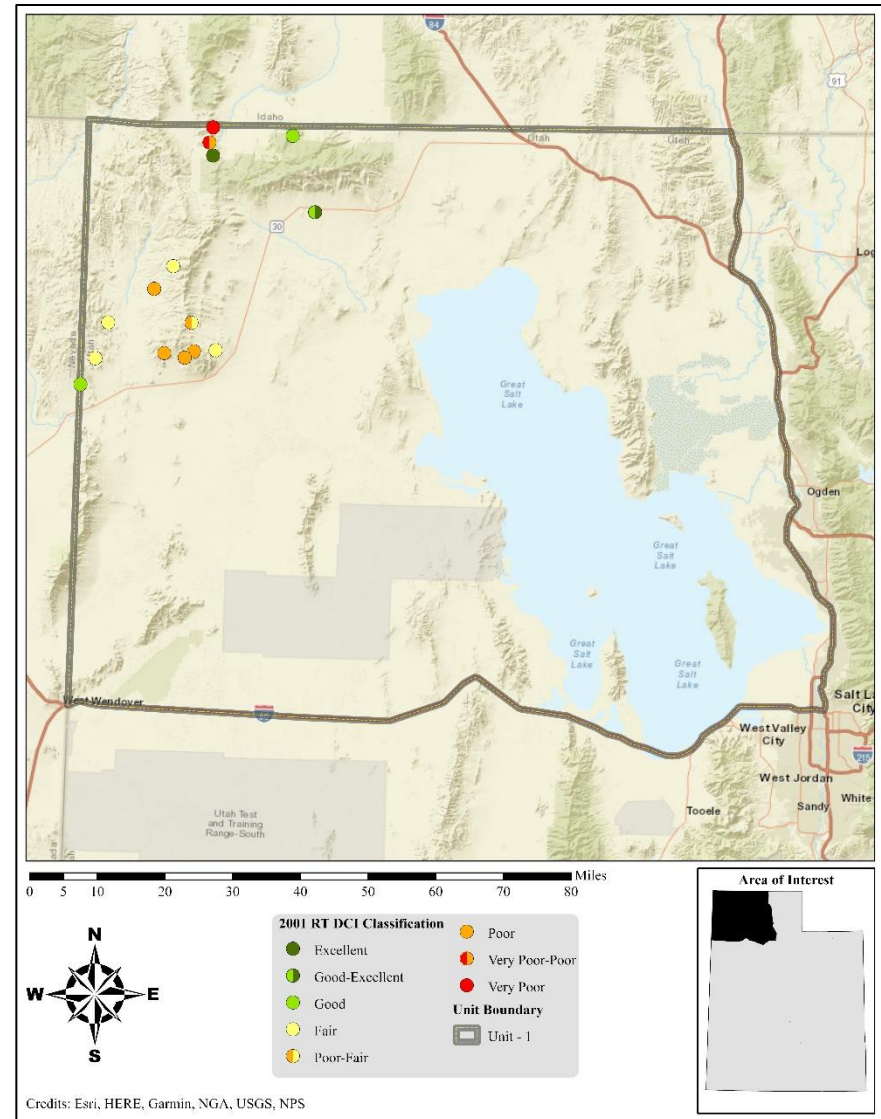 84
91
Idaho
Utah
Utah
30
Log
Nevada
Utah
Great
Salt
Lake
Ogden
Great
Salt
Lake
Great
Salt
Lake
Great
Salt
Lake
West Wendover
80
Salt La
City
West Valley
City
215
West Jordan
Utah Test
and Training
Range-South
Tooele
Sandy
White
ada
ah
0 5 10 20 30 40 50 60 70 80 Miles
Area of Interest
2001 RT DCI Classification
Excellent
Good-Excellent
Good
Fair
Poor-Fair
Poor
Very Poor-Poor
Very Poor
Unit Boundary
Unit - 1
N
W E
S
Credits: Esri, HERE, Garmin, NGA, USGS, NPS